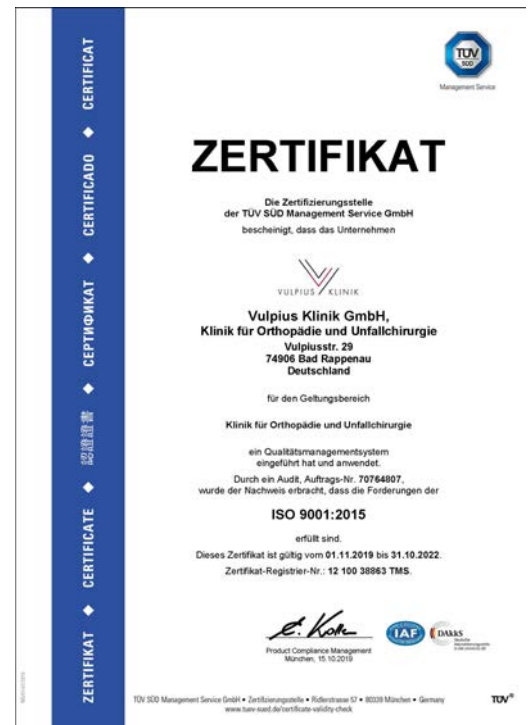 TÜV
SÜD
Management Service
ZERTIFIKAT ◆ CERTIFICATE ◆ 認證證書 ◆ СЕРТИФИКАТ ◆ CERTIFICADO ◆ CERTIFICAT
ZERTIFIKAT
Die Zertifizierungsstelle
der TÜV SÜD Management Service GmbH
bescheinigt, dass das Unternehmen
VULPIUS KLINIK
Vulpius Klinik GmbH,
Klinik für Orthopädie und Unfallchirurgie
Vulpiusstr. 29
74906 Bad Rappenau
Deutschland
für den Geltungsbereich
Klinik für Orthopädie und Unfallchirurgie
ein Qualitätsmanagementsystem
eingeführt hat und anwendet.
Durch ein Audit, Auftrags-Nr. 70764807,
wurde der Nachweis erbracht, dass die Forderungen der
ISO 9001:2015
erfüllt sind.
Dieses Zertifikat ist gültig vom 01.11.2019 bis 31.10.2022.
Zertifikat-Registrier-Nr.: 12 100 38863 TMS.
Product Compliance Management
München, 15.10.2019
IAF
DAkkS
TÜV SÜD Management Service GmbH • Zertifizierungsstelle • Ridlerstrasse 57 • 80339 München • Germany
www.tuev-sued.de/certificate-validity-check
TÜV®